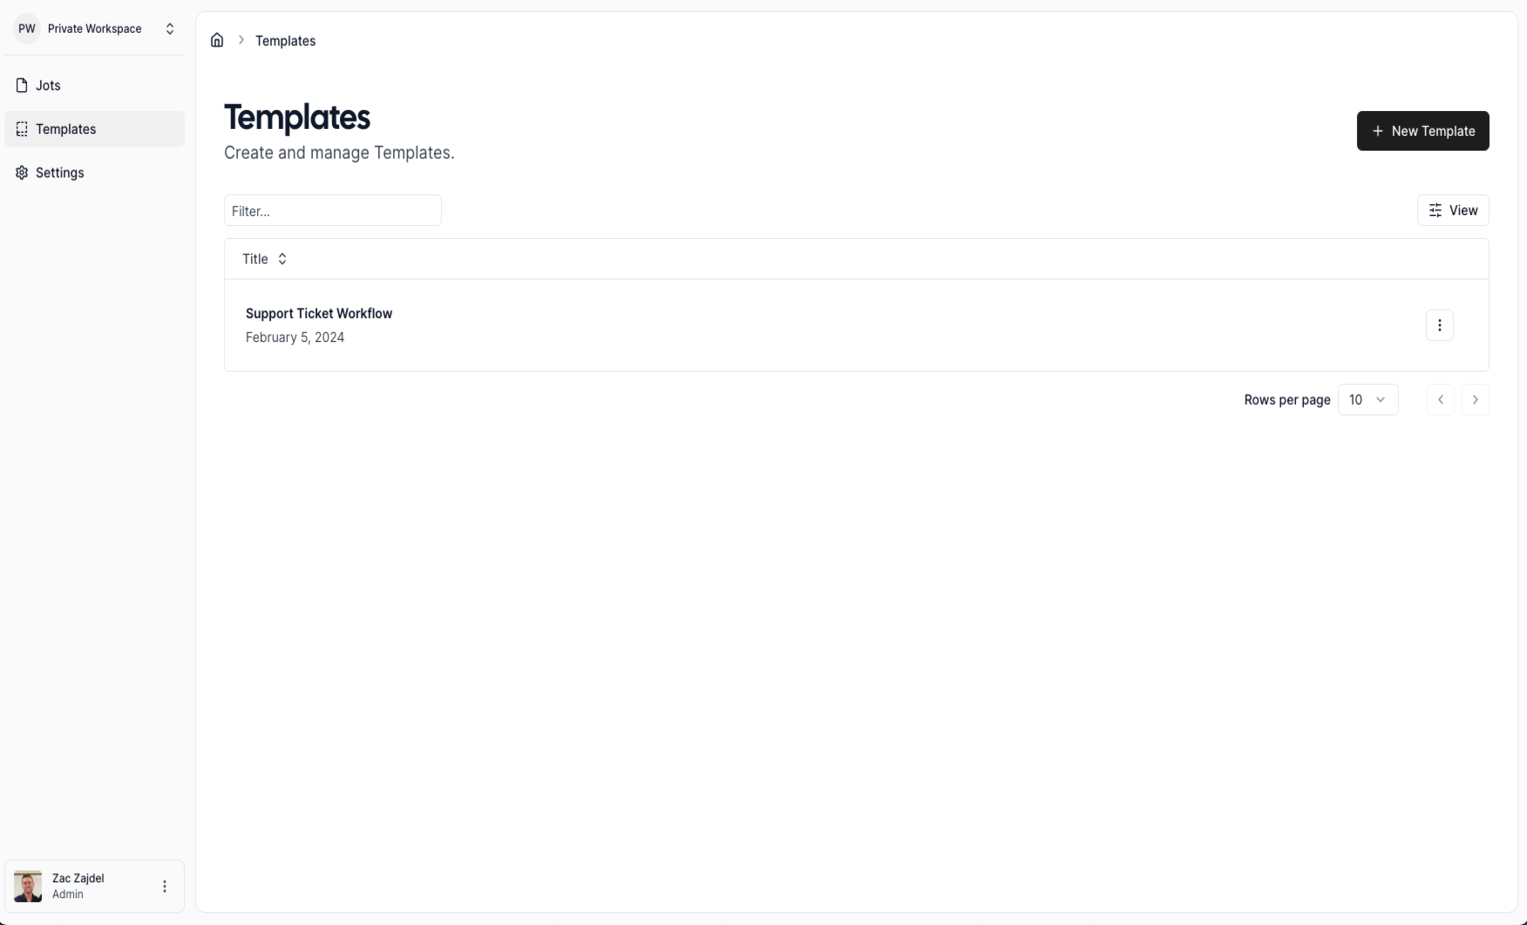 PW Private Workspace
Jots
Templates
Settings
Zac Zajdel
Admin
Templates
Templates
Create and manage Templates.
+ New Template
Filter...
View
Title
Support Ticket Workflow
February 5, 2024
Rows per page 10